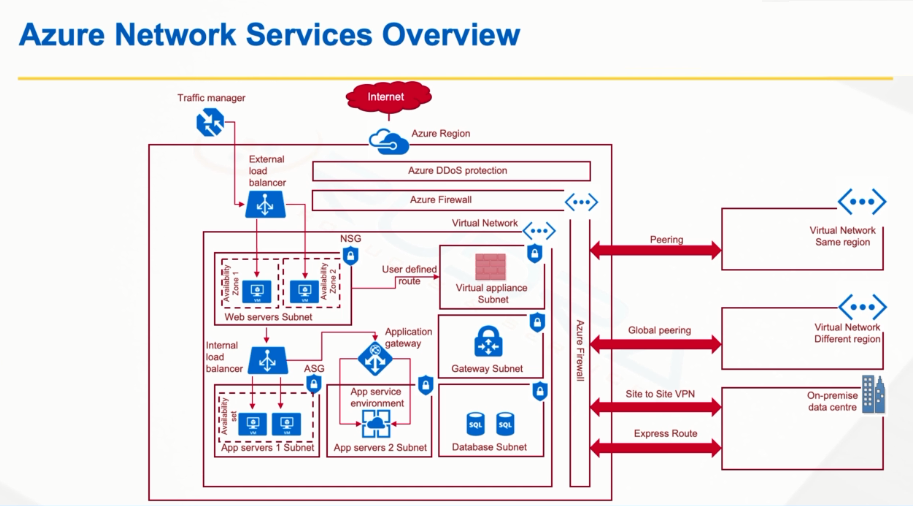 Azure Network Services Overview
Traffic manager
Internet
Azure Region
External
load
balancer
Azure DDoS protection
Azure Firewall
Virtual Network
NSG
Availability
Zone 1
VM
VM
Availability
Zone 2
Web servers Subnet
User defined
route
Virtual appliance
Subnet
Internal
load
balancer
Application
gateway
Gateway Subnet
ASG
Availability
set
VM
VM
App servers 1 Subnet
App service
environment
App servers 2 Subnet
SQL
SQL
Database Subnet
Azure Firewall
Peering
Virtual Network
Same region
Global peering
Virtual Network
Different region
Site to Site VPN
On-premise
data centre
Express Route